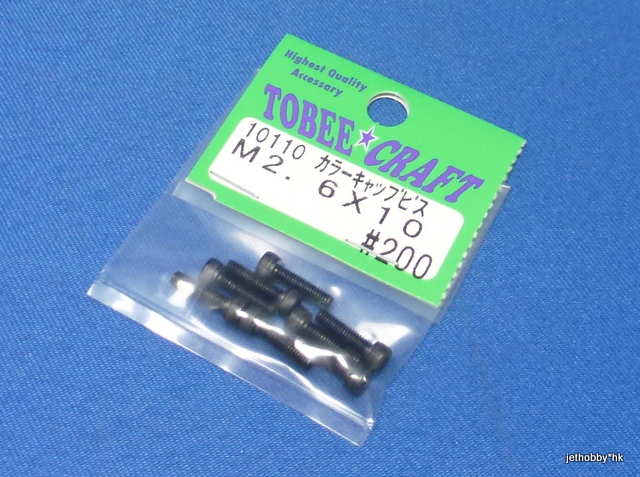 Highest Quality
Accessary
TOBEE★CRAFT
10110 カラーキャップビス
M2.6X10
#200
jethobby*hk